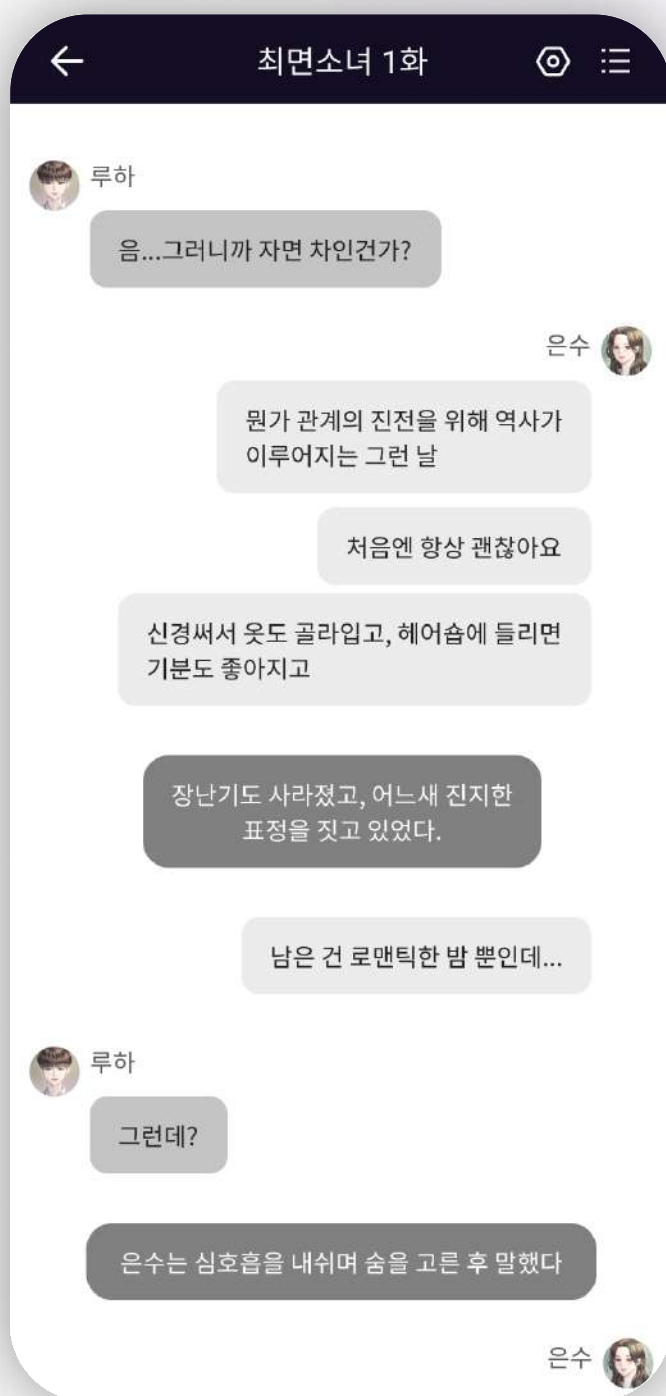 최면소녀 1화
루하
음...그러니까 자면 차인건가?
은수
뭔가 관계의 진전을 위해 역사가
이루어지는 그런 날
처음엔 항상 괜찮아요
신경써서 옷도 골라입고, 헤어숍에 들리면
기분도 좋아지고
장난기도 사라졌고, 어느새 진지한
표정을 짓고 있었다.
남은 건 로맨틱한 밤 뿐인데...
루하
그런데?
은수는 심호흡을 내쉬며 숨을 고른 후 말했다
은수